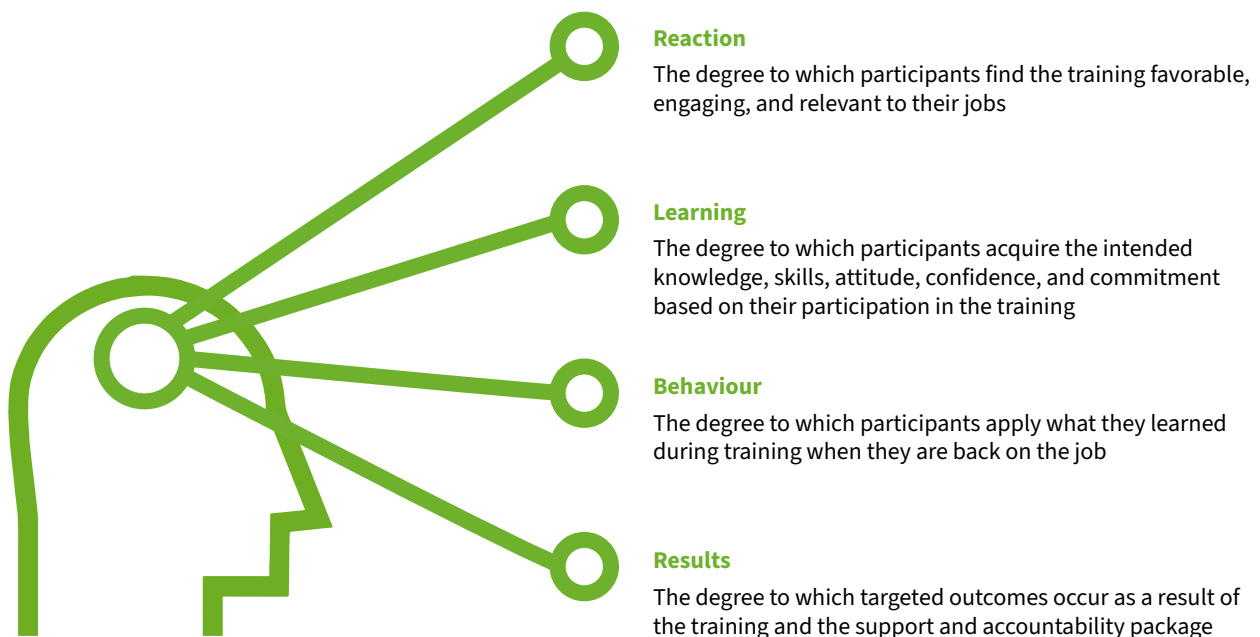 Reaction
The degree to which participants find the training favorable,
engaging, and relevant to their jobs
Learning
The degree to which participants acquire the intended
knowledge, skills, attitude, confidence, and commitment
based on their participation in the training
Behaviour
The degree to which participants apply what they learned
during training when they are back on the job
Results
The degree to which targeted outcomes occur as a result of
the training and the support and accountability package